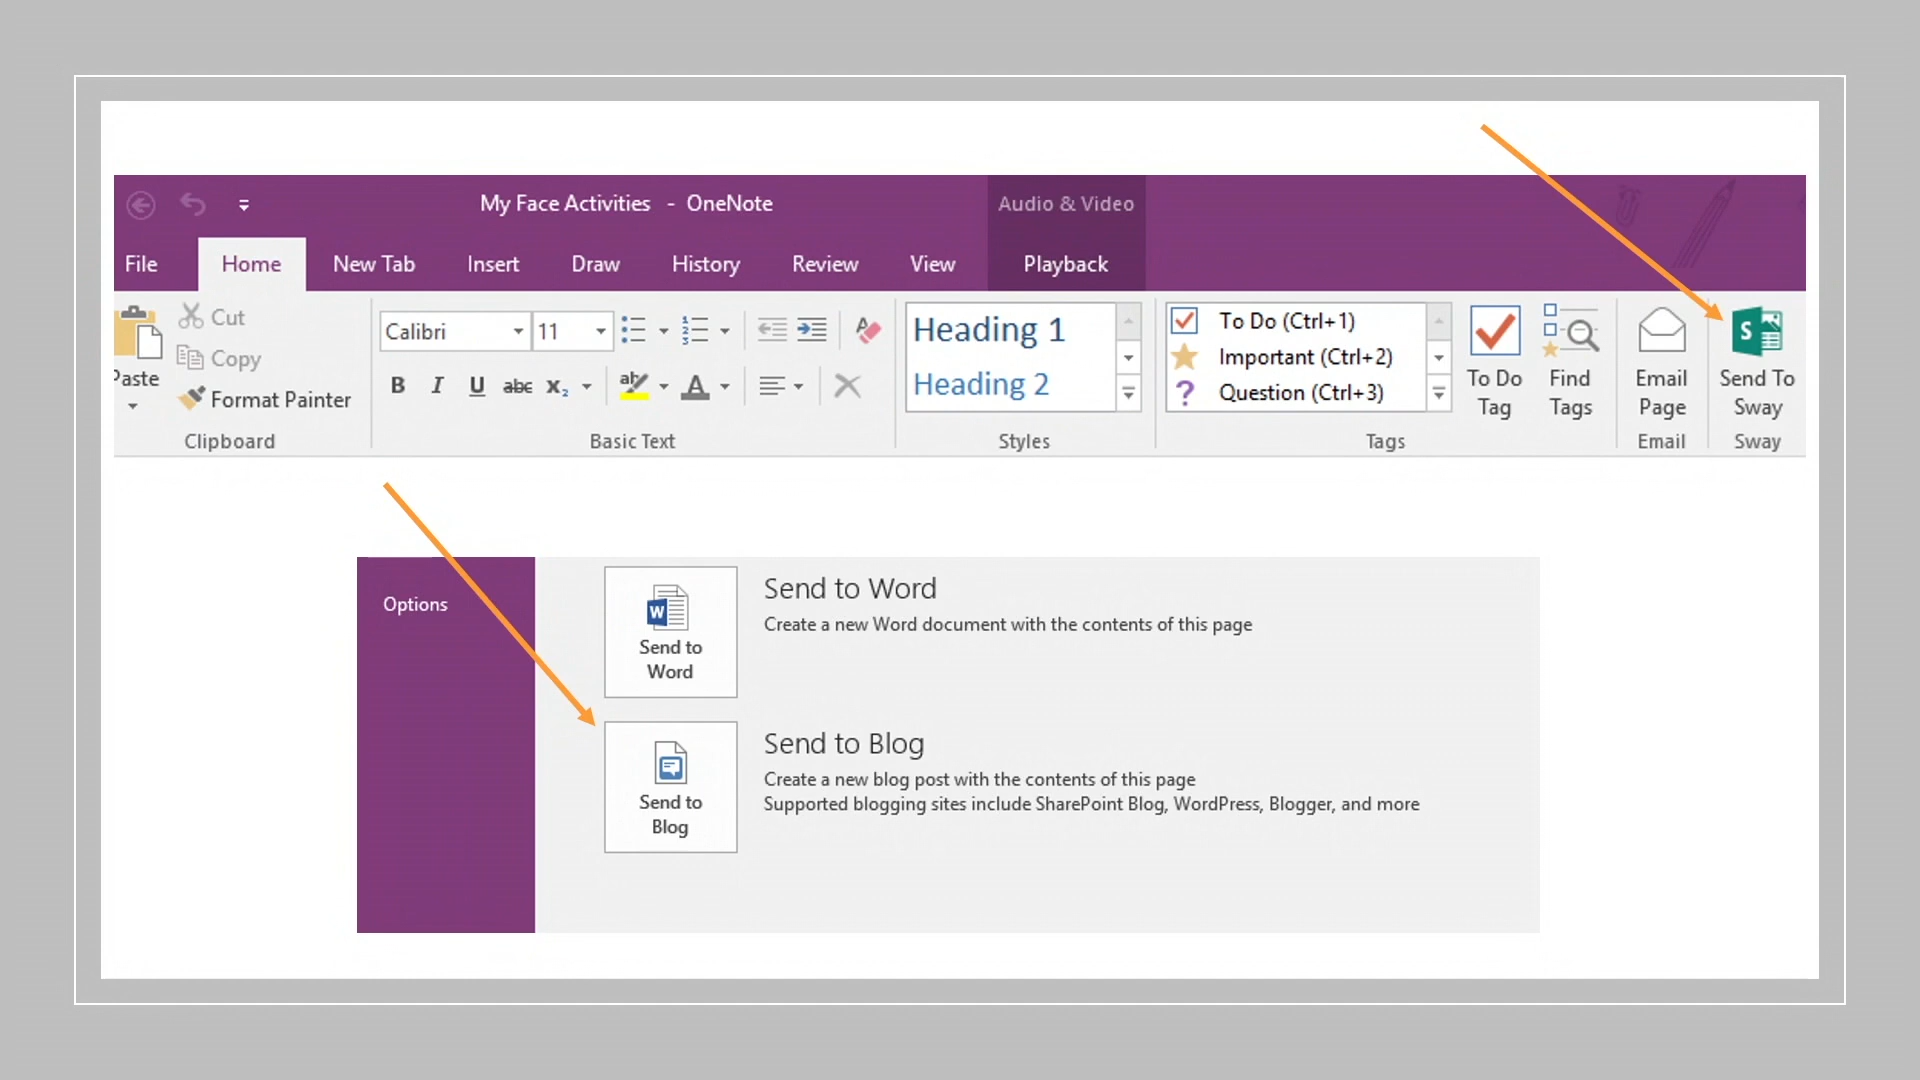 My Face Activities - OneNote
Audio & Video
File Home New Tab Insert Draw History Review View Playback
Paste
Cut
Copy
Format Painter
Clipboard
Calibri 11
B I U abc X₂ aby A
Basic Text
Heading 1
Heading 2
Styles
To Do (Ctrl+1)
Important (Ctrl+2)
Question (Ctrl+3)
To Do
Tag
Find
Tags
Tags
Email
Page
Email
S
Send To
Sway
Sway
Options
W
Send to
Word
Send to Word
Create a new Word document with the contents of this page
Send to
Blog
Send to Blog
Create a new blog post with the contents of this page
Supported blogging sites include SharePoint Blog, WordPress, Blogger, and more